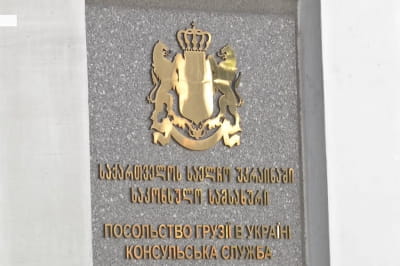 საქართველოს საელჩო უკრაინაში
საკონსულო სამსახური
ПОСОЛЬСТВО ГРУЗІЇ В УКРАЇНІ
КОНСУЛЬСЬКА СЛУЖБА